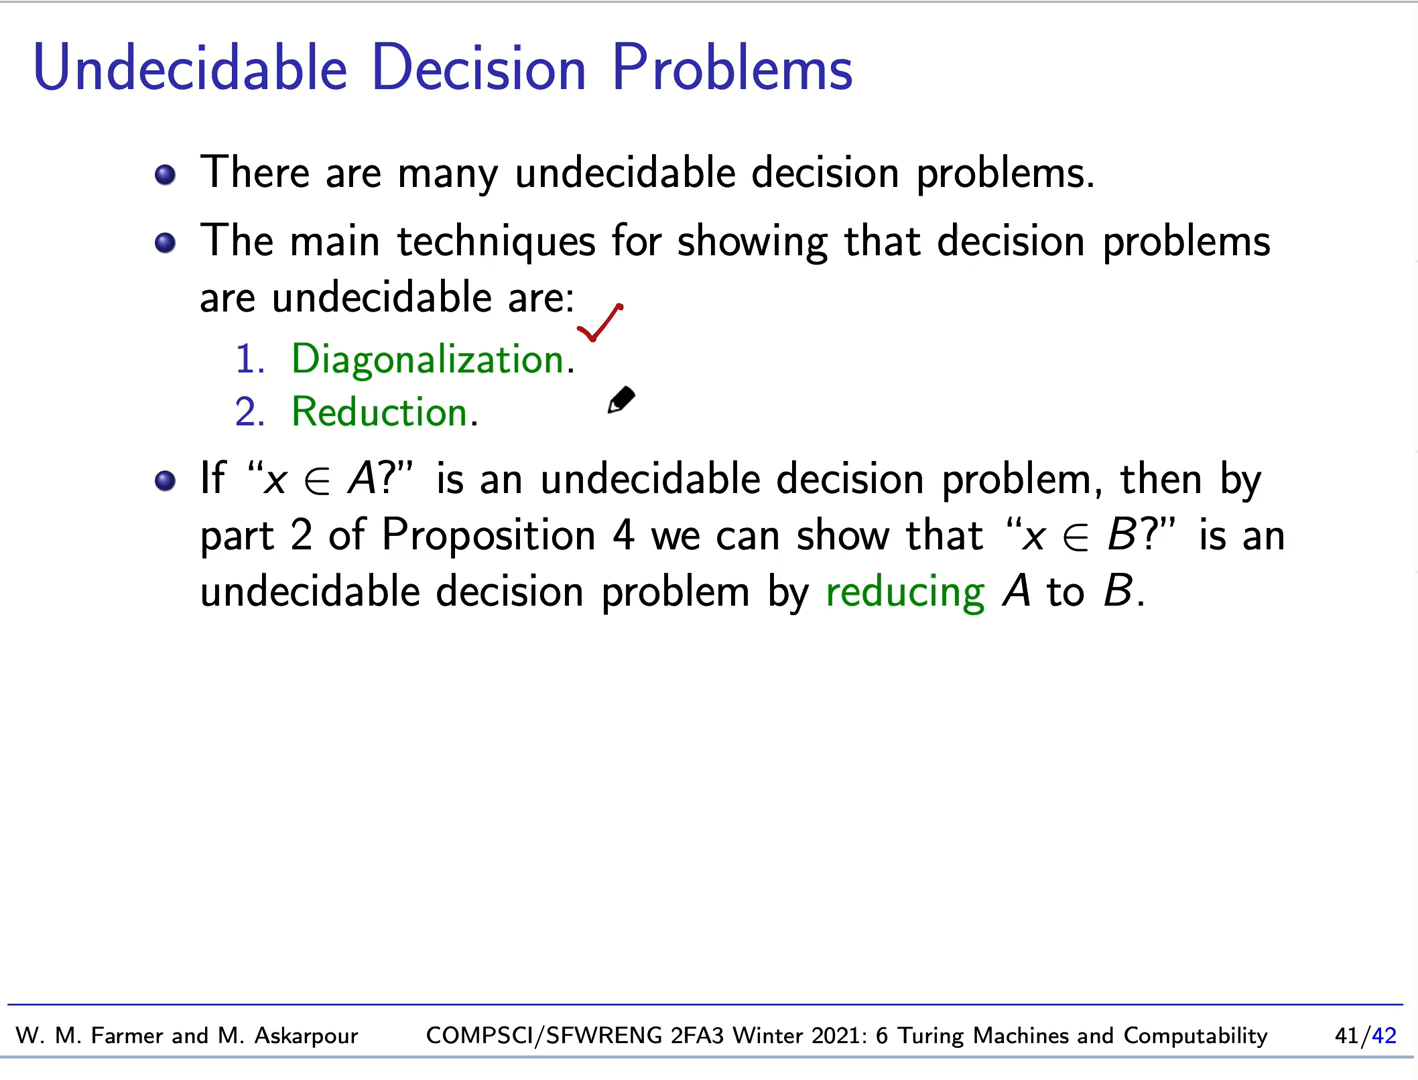 Undecidable Decision Problems
There are many undecidable decision problems.
The main techniques for showing that decision problems
are undecidable are:
1. Diagonalization.
2. Reduction.
If “x ∈ A?” is an undecidable decision problem, then by
part 2 of Proposition 4 we can show that “x ∈ B?” is an
undecidable decision problem by reducing A to B.
W. M. Farmer and M. Askarpour COMPSCI/SFWRENG 2FA3 Winter 2021: 6 Turing Machines and Computability 41/42